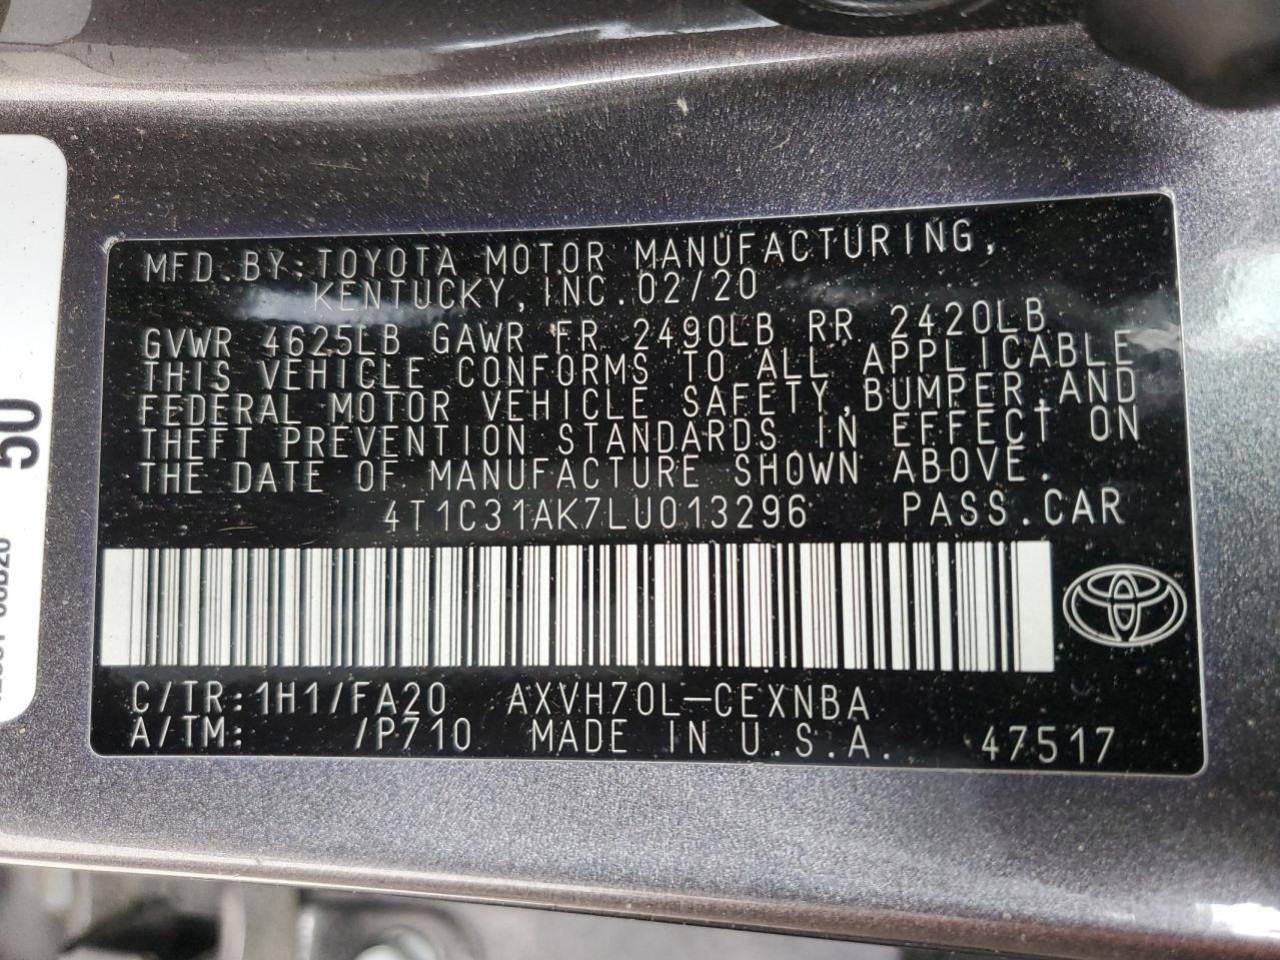 MFD.BY:TOYOTA MOTOR MANUFACTURING,
KENTUCKY,INC.02/20
GVWR 4625LB GAWR FR 2490LB RR 2420LB
THIS VEHICLE CONFORMS TO ALL APPLICABLE
FEDERAL MOTOR VEHICLE SAFETY,BUMPER,AND
THEFT PREVENTION STANDARDS IN EFFECT ON
THE DATE OF MANUFACTURE SHOWN ABOVE.
4T1C31AK7LU013296 PASS.CAR
C/TR:1H1/FA20 AXVH70L-CEXNBA
A/TM: /P710 MADE IN U.S.A. 47517
50